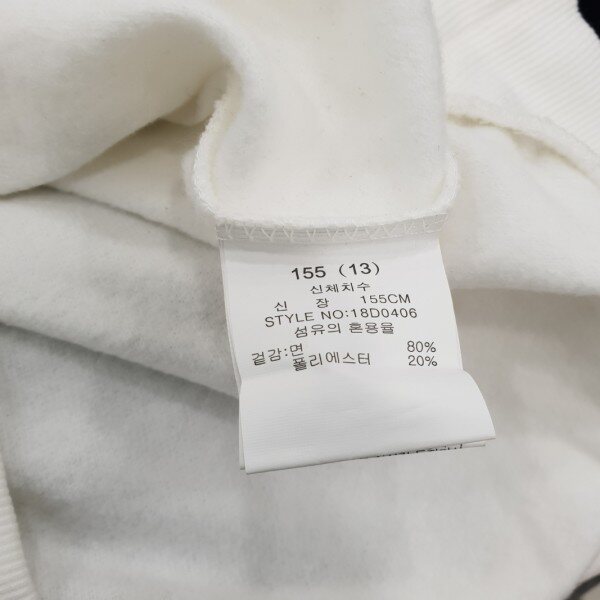 155 (13)
신체치수
신 장 155CM
STYLE NO:18D0406
섬유의 혼용율
겉감:면 80%
폴리에스터 20%